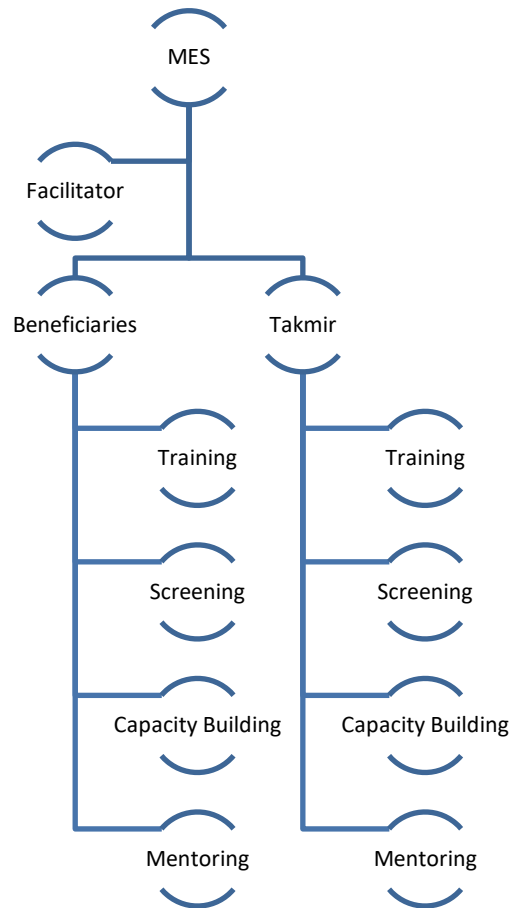 MES
Facilitator
Beneficiaries
Takmir
Training
Training
Screening
Screening
Capacity Building
Capacity Building
Mentoring
Mentoring